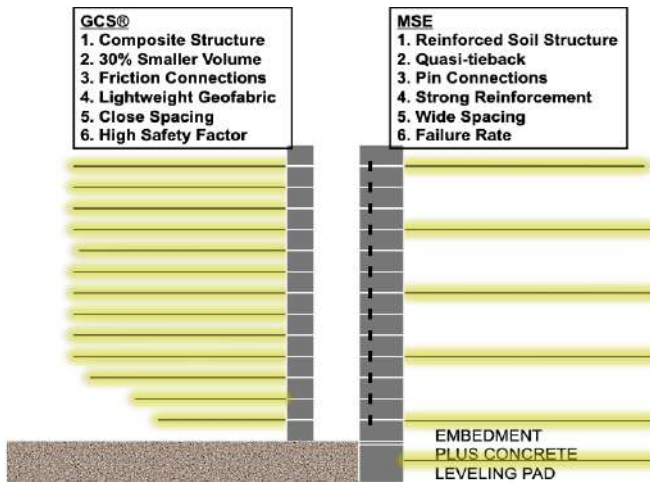 GCS®
1. Composite Structure
2. 30% Smaller Volume
3. Friction Connections
4. Lightweight Geofabric
5. Close Spacing
6. High Safety Factor
MSE
1. Reinforced Soil Structure
2. Quasi-tieback
3. Pin Connections
4. Strong Reinforcement
5. Wide Spacing
6. Failure Rate
EMBEDMENT
PLUS CONCRETE
LEVELING PAD